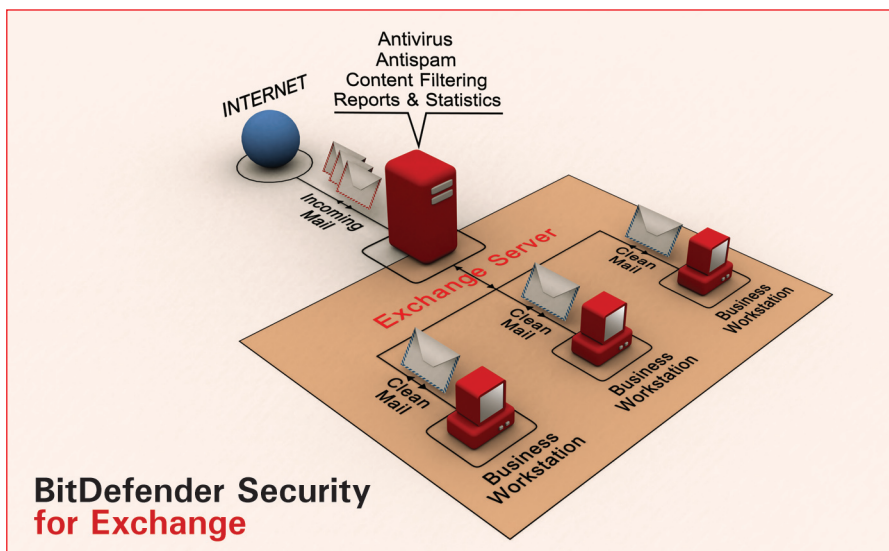 Antivirus
Antispam
Content Filtering
Reports & Statistics
INTERNET
Incoming
Mail
Exchange Server
Clean
Mail
Business
Workstation
Clean
Mail
Business
Workstation
Clean
Mail
Business
Workstation
BitDefender Security
for Exchange